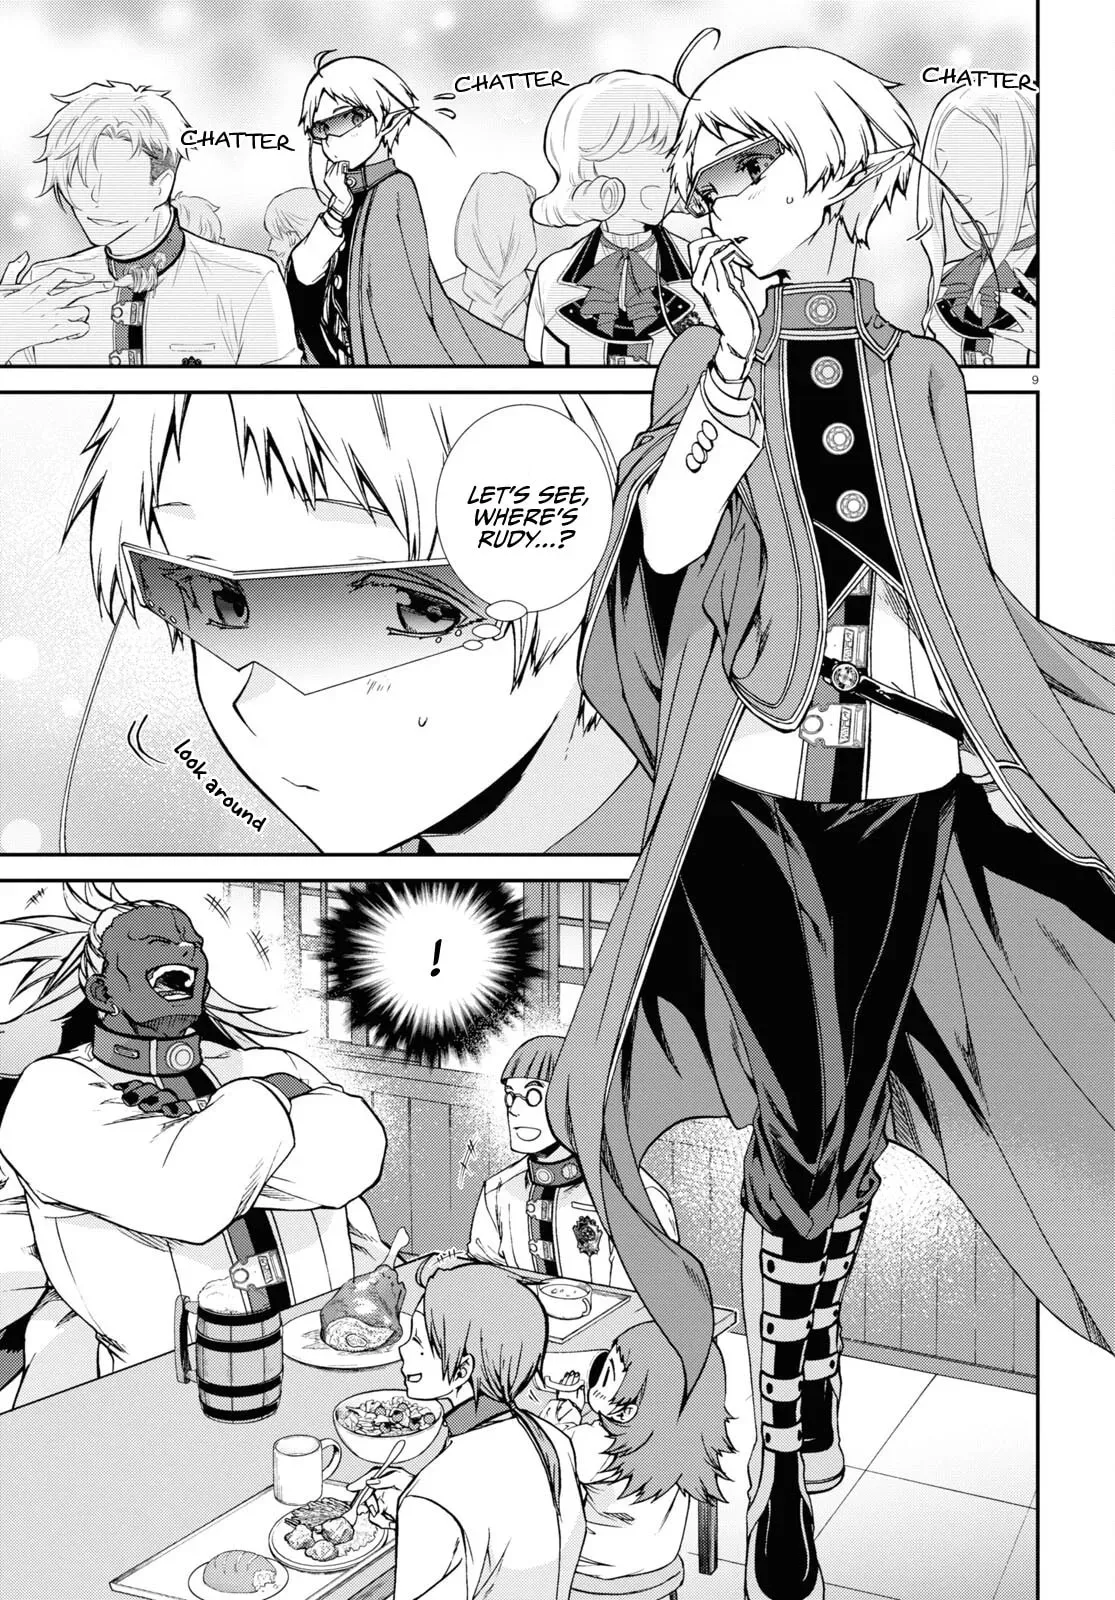 CHATTER
CHATTER
CHATTER
9
LET'S SEE,
WHERE'S
RUDY...?
look around
!